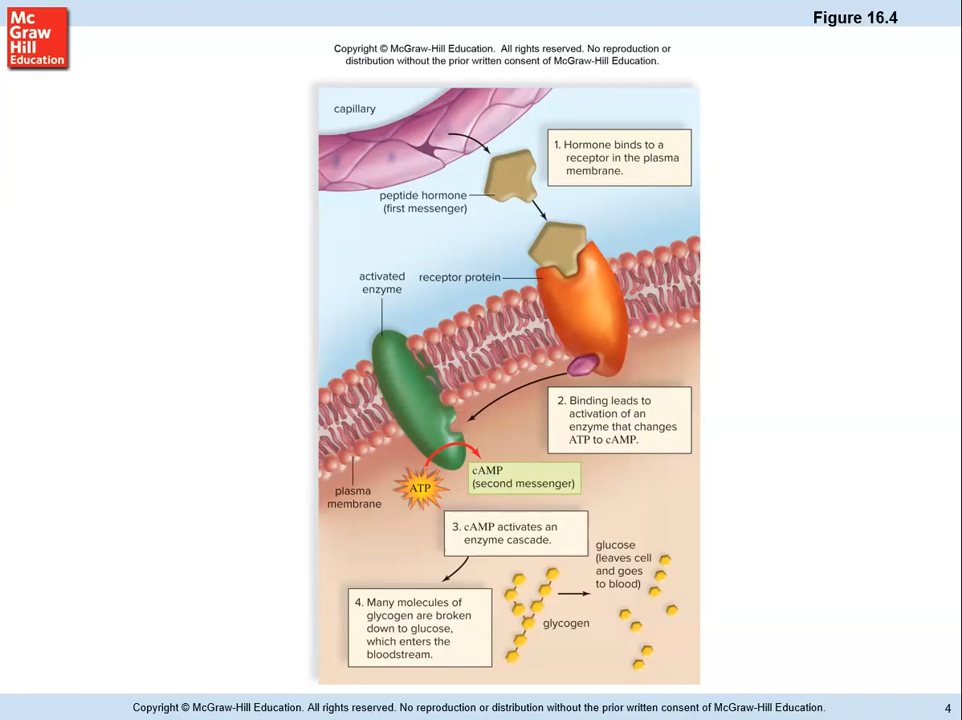 Mc
Graw
Hill
Education
Figure 16.4
Copyright © McGraw-Hill Education. All rights reserved. No reproduction or
distribution without the prior written consent of McGraw-Hill Education.
capillary
1. Hormone binds to a
receptor in the plasma
membrane.
peptide hormone
(first messenger)
activated
enzyme
receptor protein
2. Binding leads to
activation of an
enzyme that changes
ATP to cAMP.
ATP
cAMP
(second messenger)
plasma
membrane
3. cAMP activates an
enzyme cascade.
glucose
(leaves cell
and goes
to blood)
4. Many molecules of
glycogen are broken
down to glucose,
which enters the
bloodstream.
glycogen
Copyright © McGraw-Hill Education. All rights reserved. No reproduction or distribution without the prior written consent of McGraw-Hill Education.
4